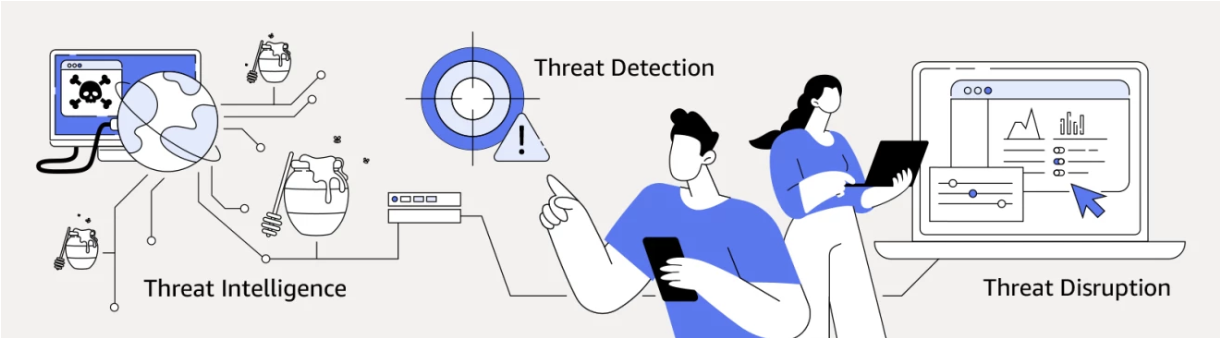 Threat Detection
Threat Intelligence
Threat Disruption